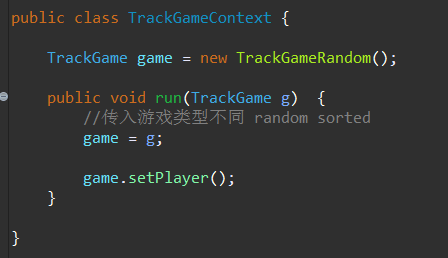 public class TrackGameContext {
TrackGame game = new TrackGameRandom();
public void run(TrackGame g)  {
//传入游戏类型不同 random sorted
game = g;
game.setPlayer();
}
}